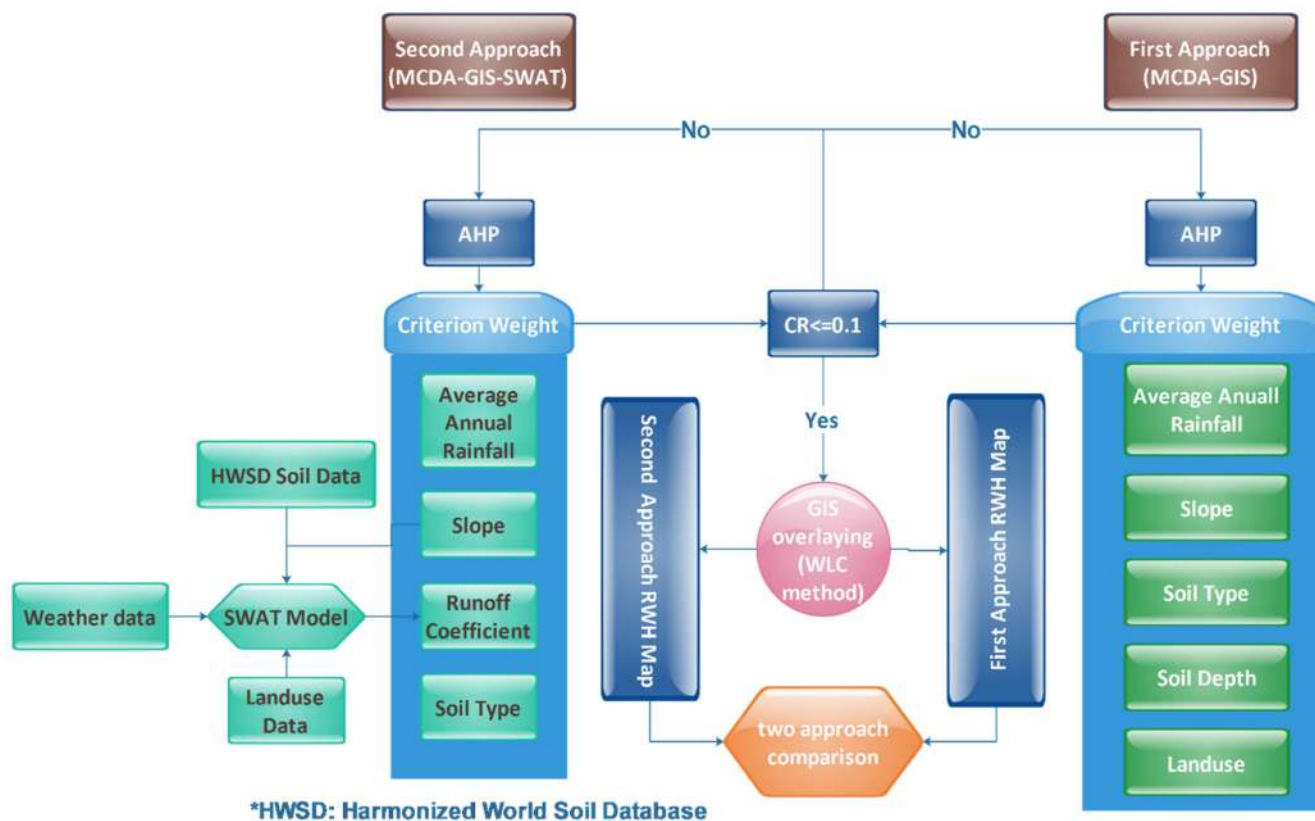 Second Approach
(MCDA-GIS-SWAT)
First Approach
(MCDA-GIS)
No
No
AHP
AHP
Criterion Weight
CR<=0.1
Criterion Weight
Average
Annual
Rainfall
Slope
Runoff
Coefficient
Soil Type
HWSD Soil Data
Weather data
SWAT Model
Landuse
Data
Yes
Second Approach RWH Map
GIS
overlaying
(WLC
method)
First Approach RWH Map
two approach
comparison
Average Anuall
Rainfall
Slope
Soil Type
Soil Depth
Landuse
*HWSD: Harmonized World Soil Database